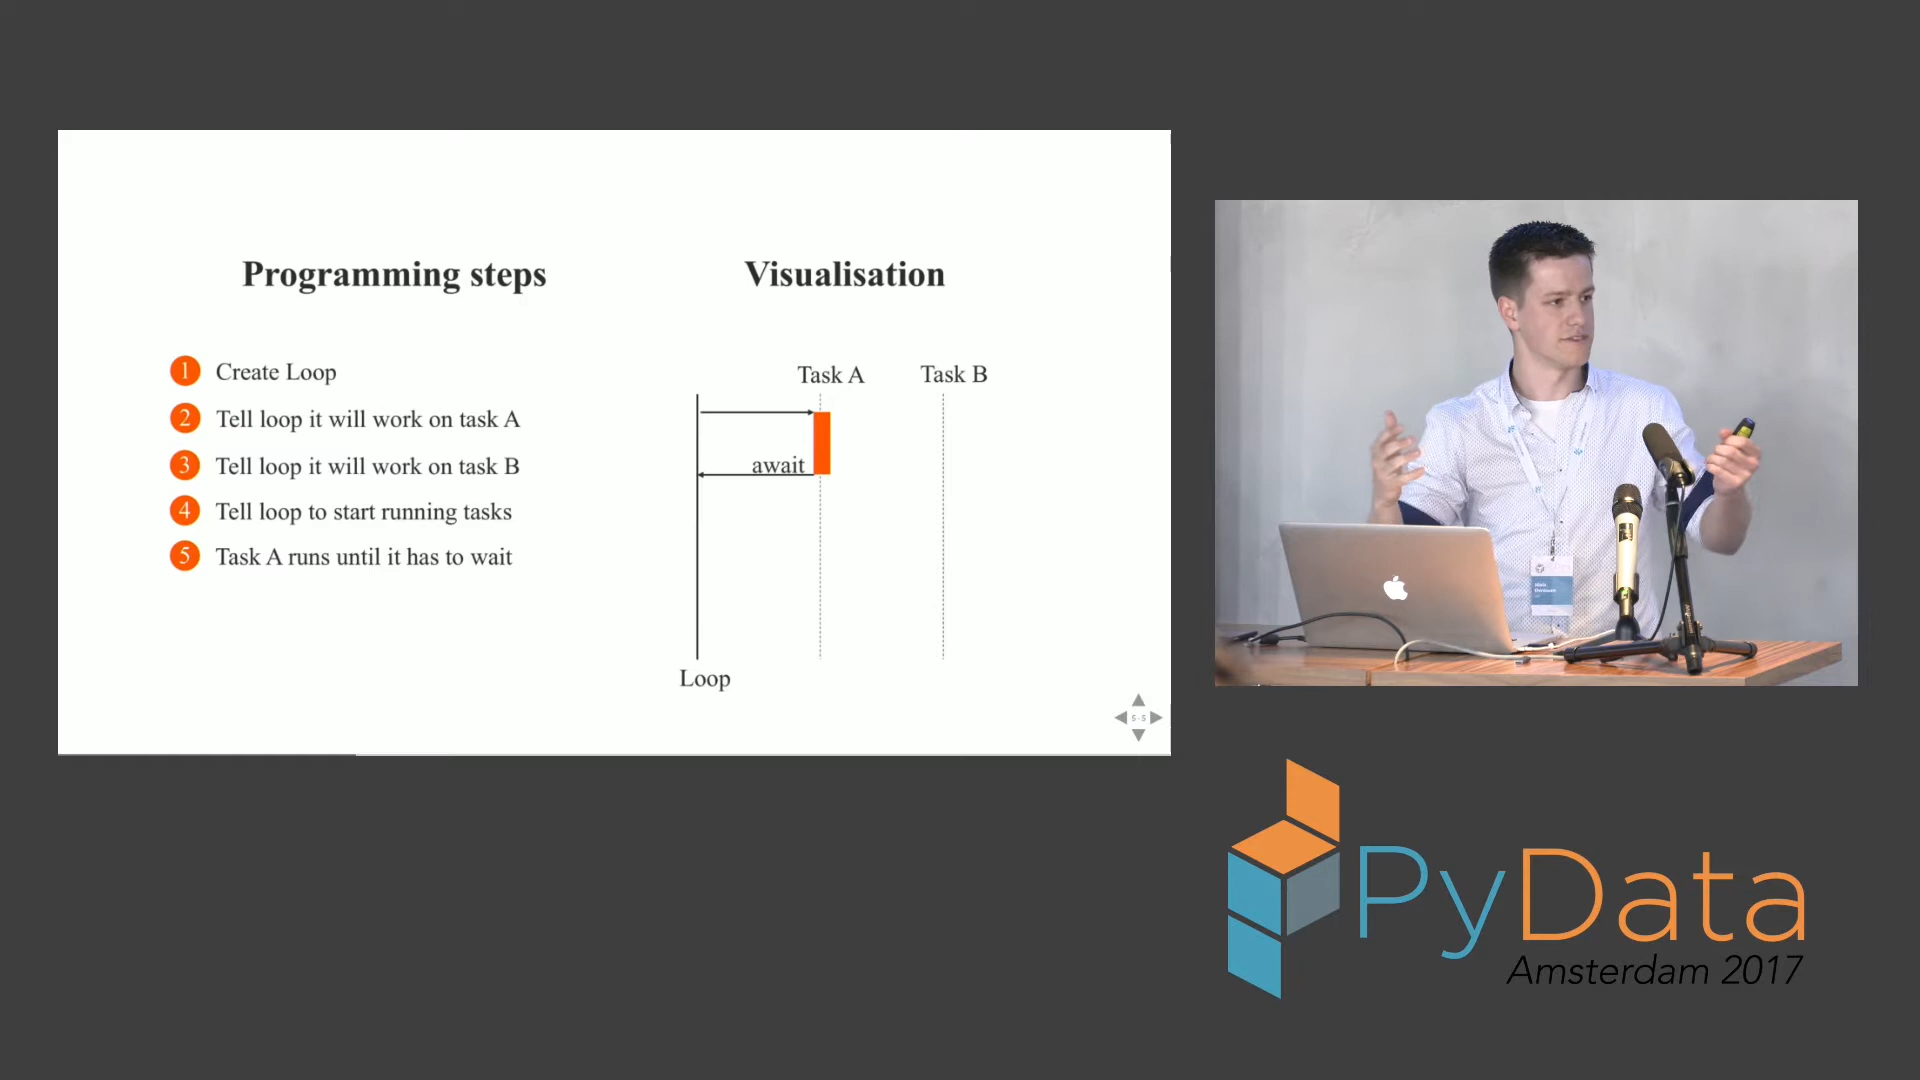 Programming steps
1 Create Loop
2 Tell loop it will work on task A
3 Tell loop it will work on task B
4 Tell loop to start running tasks
5 Task A runs until it has to wait
Visualisation
Task A Task B
await
Loop
PyData
Amsterdam 2017